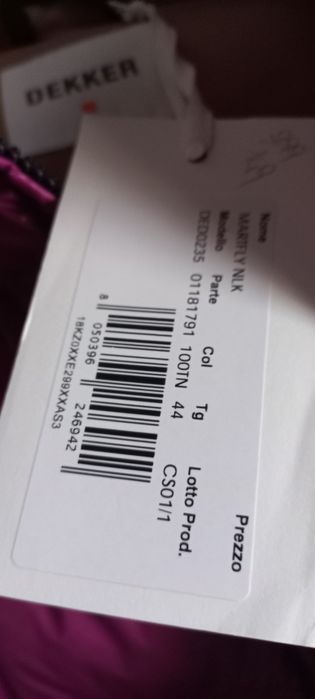 DEKKER
Nome
MARIFLY NLK
Modello Parte Col Tg Lotto Prod. Prezzo
DED0235 01181791 100TN 44 CS01/1
8 050396 246942
18KZ0XXE299XXAS3